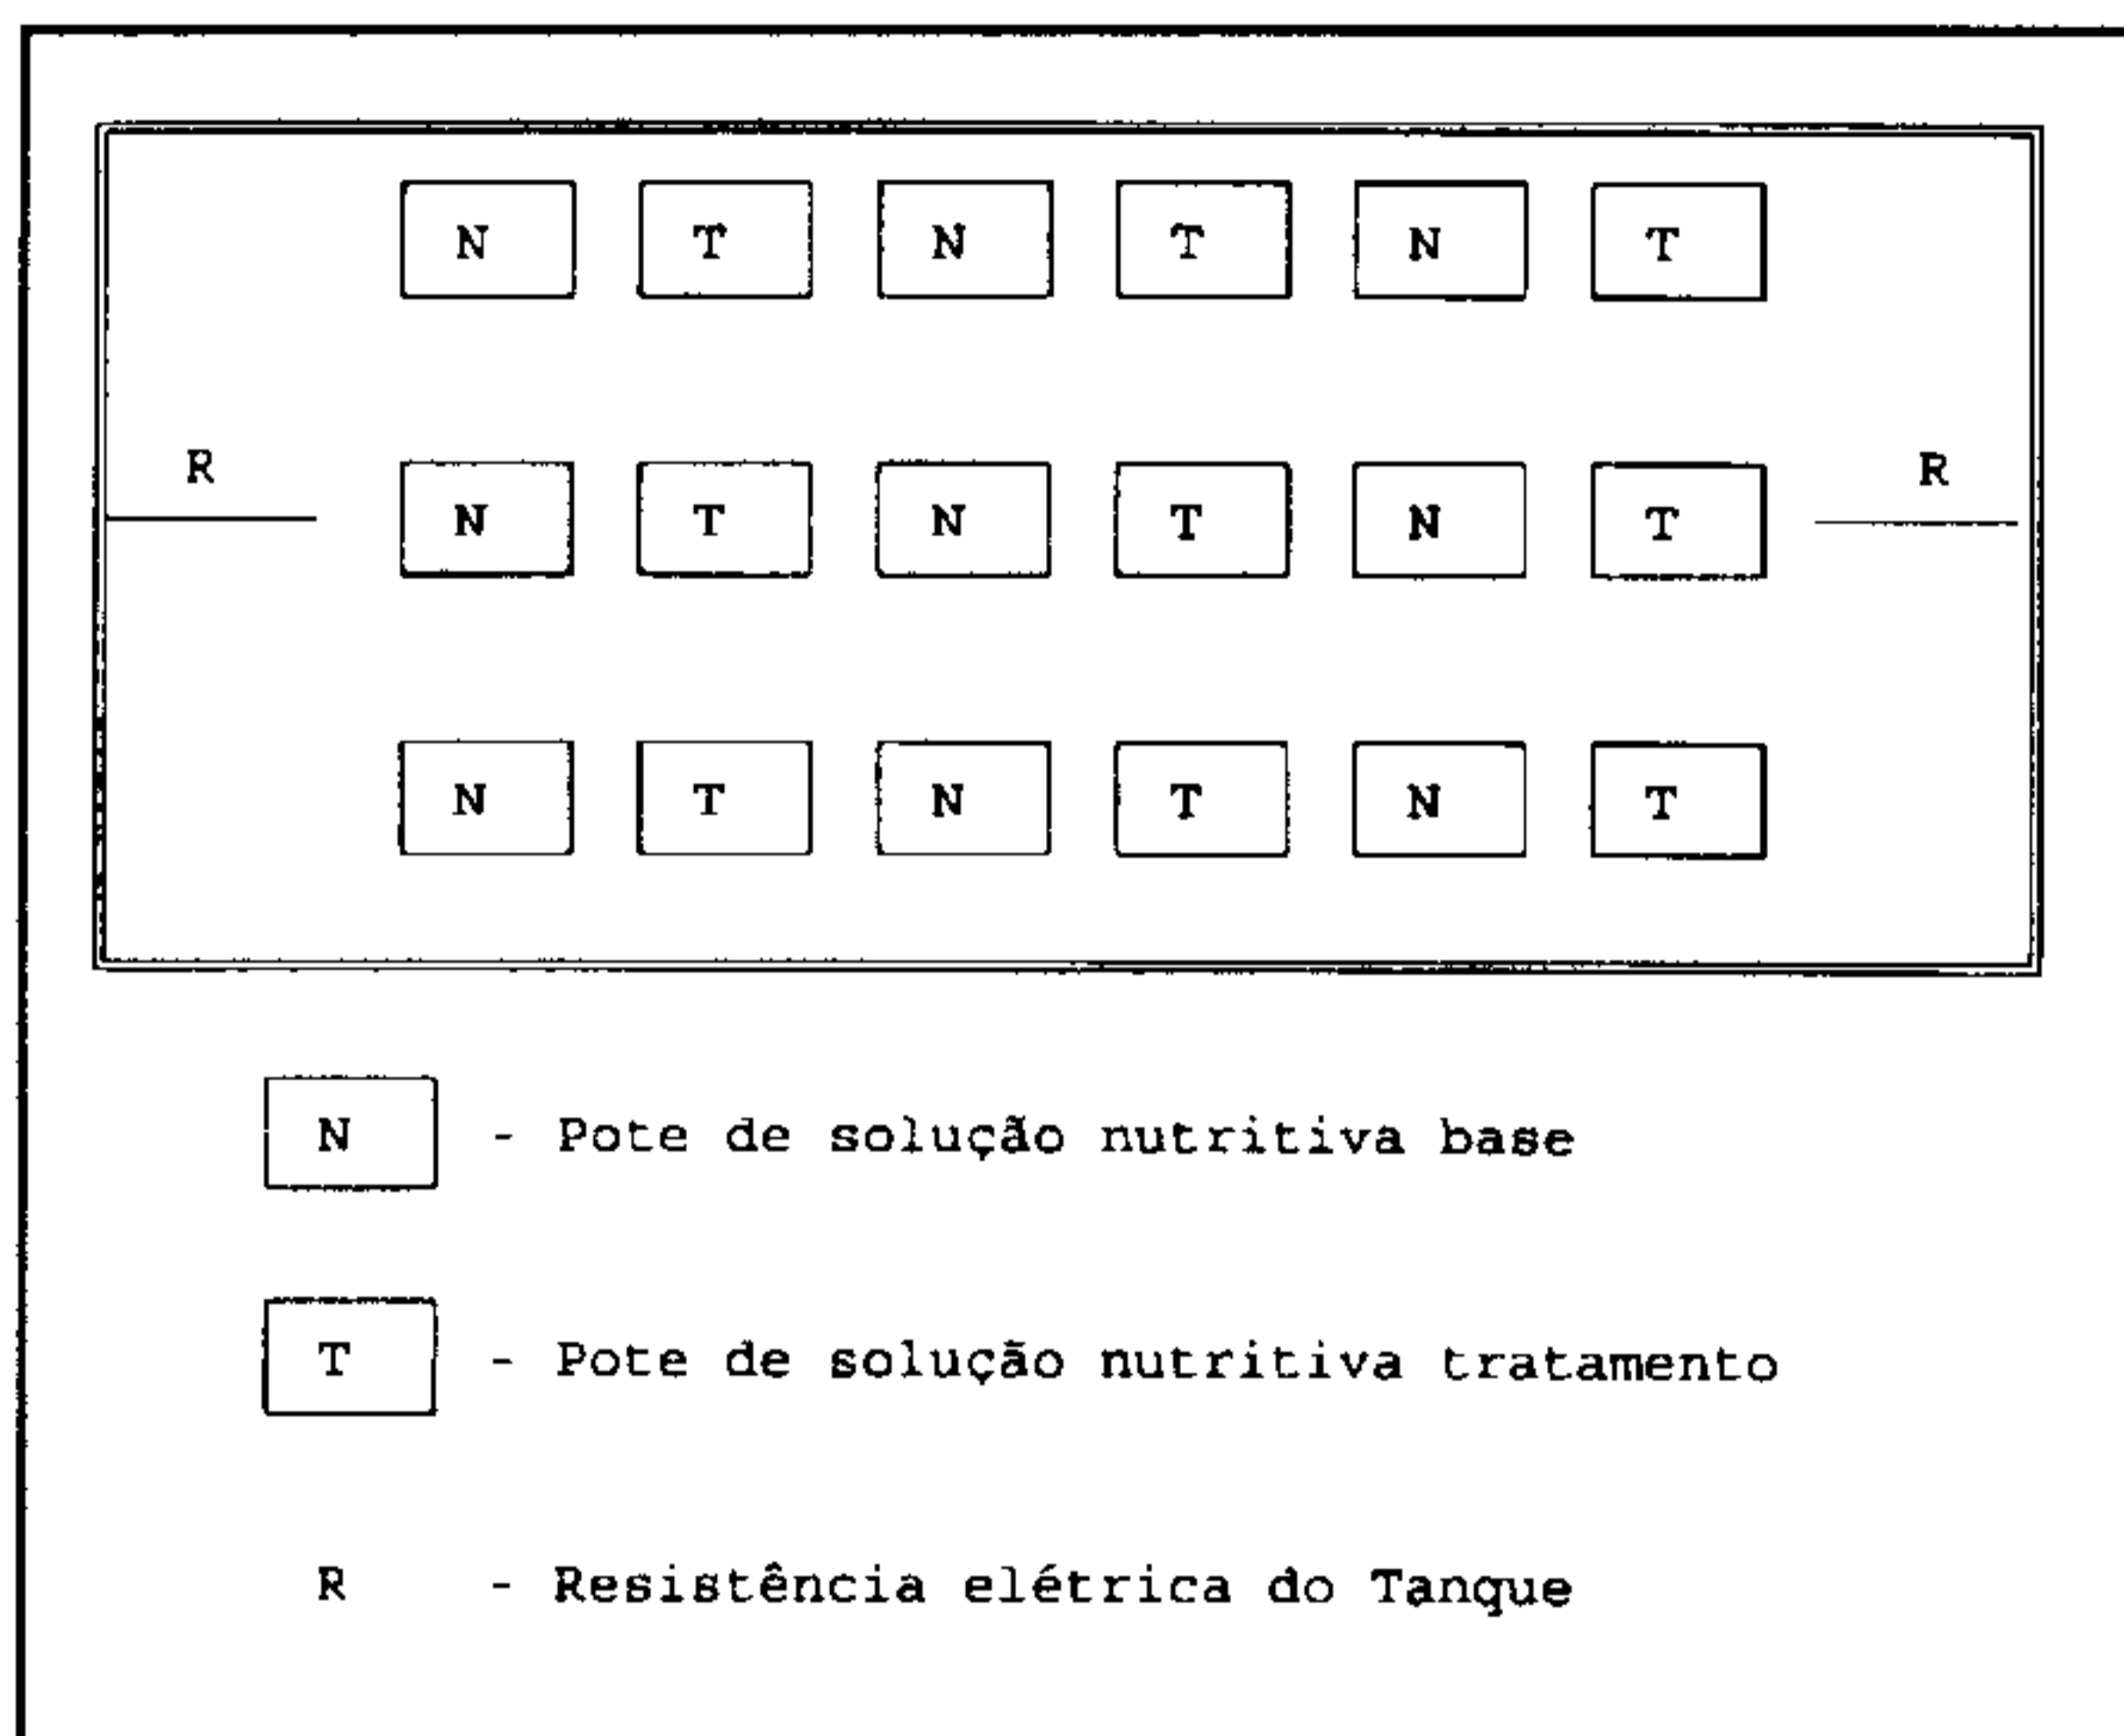 N T N T N T
R N T N T N T R
N T N T N T
N - Pote de solução nutritiva base
T - Pote de solução nutritiva tratamento
R - Resistência elétrica do Tanque